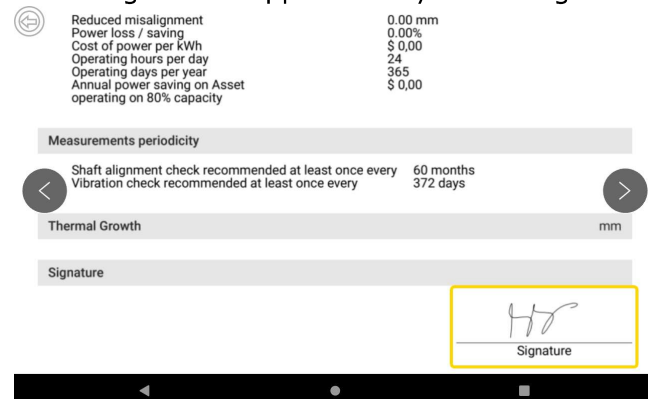 Reduced misalignment 0.00 mm
Power loss / saving 0.00%
Cost of power per kWh $ 0,00
Operating hours per day 24
Operating days per year 365
Annual power saving on Asset $ 0,00
operating on 80% capacity
Measurements periodicity
Shaft alignment check recommended at least once every 60 months
Vibration check recommended at least once every 372 days
Thermal Growth mm
Signature
Signature